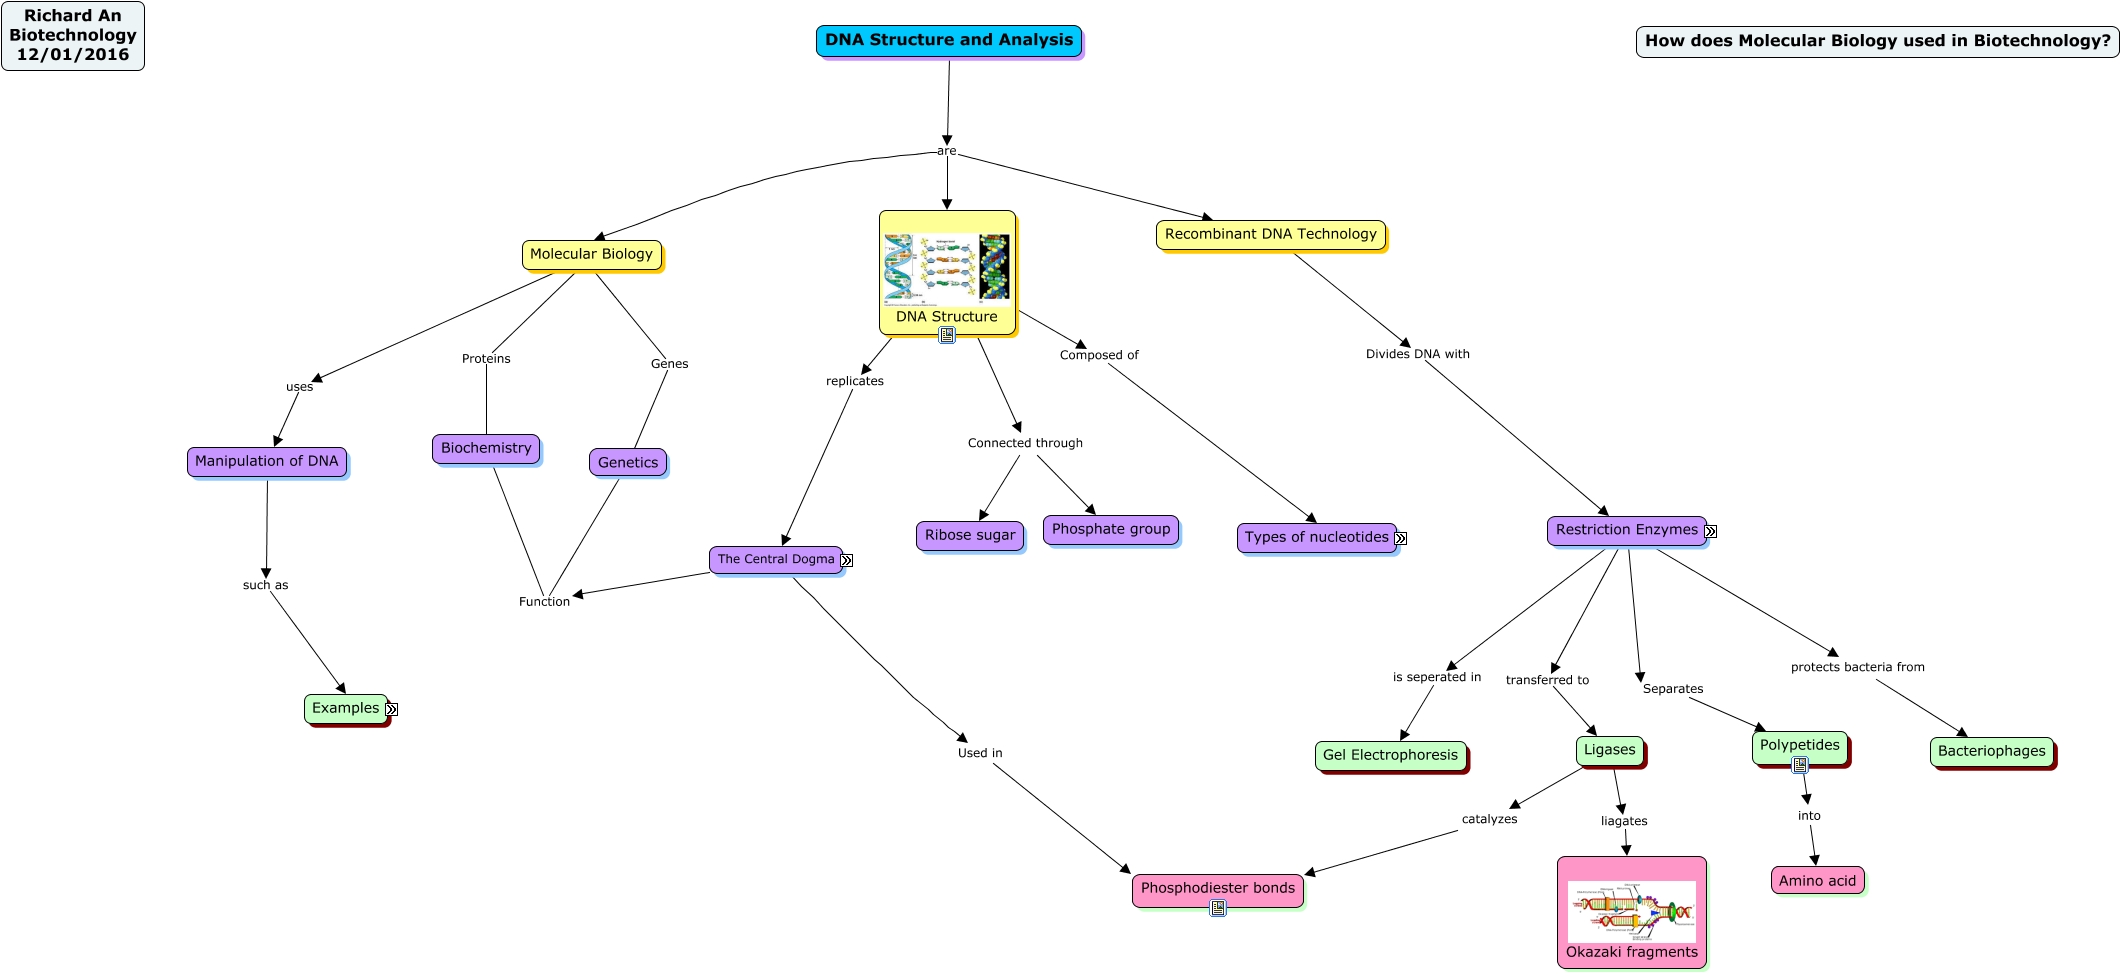 Richard An
Biotechnology
12/01/2016
DNA Structure and Analysis
How does Molecular Biology used in Biotechnology?
are
Molecular Biology
DNA Structure
Recombinant DNA Technology
uses
Proteins
Genes
replicates
Composed of
Divides DNA with
Connected through
Manipulation of DNA
Biochemistry
Genetics
Ribose sugar
Phosphate group
Types of nucleotides
Restriction Enzymes
The Central Dogma
such as
Function
is seperated in
transferred to
Separates
protects bacteria from
Examples
Used in
Gel Electrophoresis
Ligases
Polypetides
Bacteriophages
catalyzes
liagates
into
Phosphodiester bonds
Amino acid
Okazaki fragments